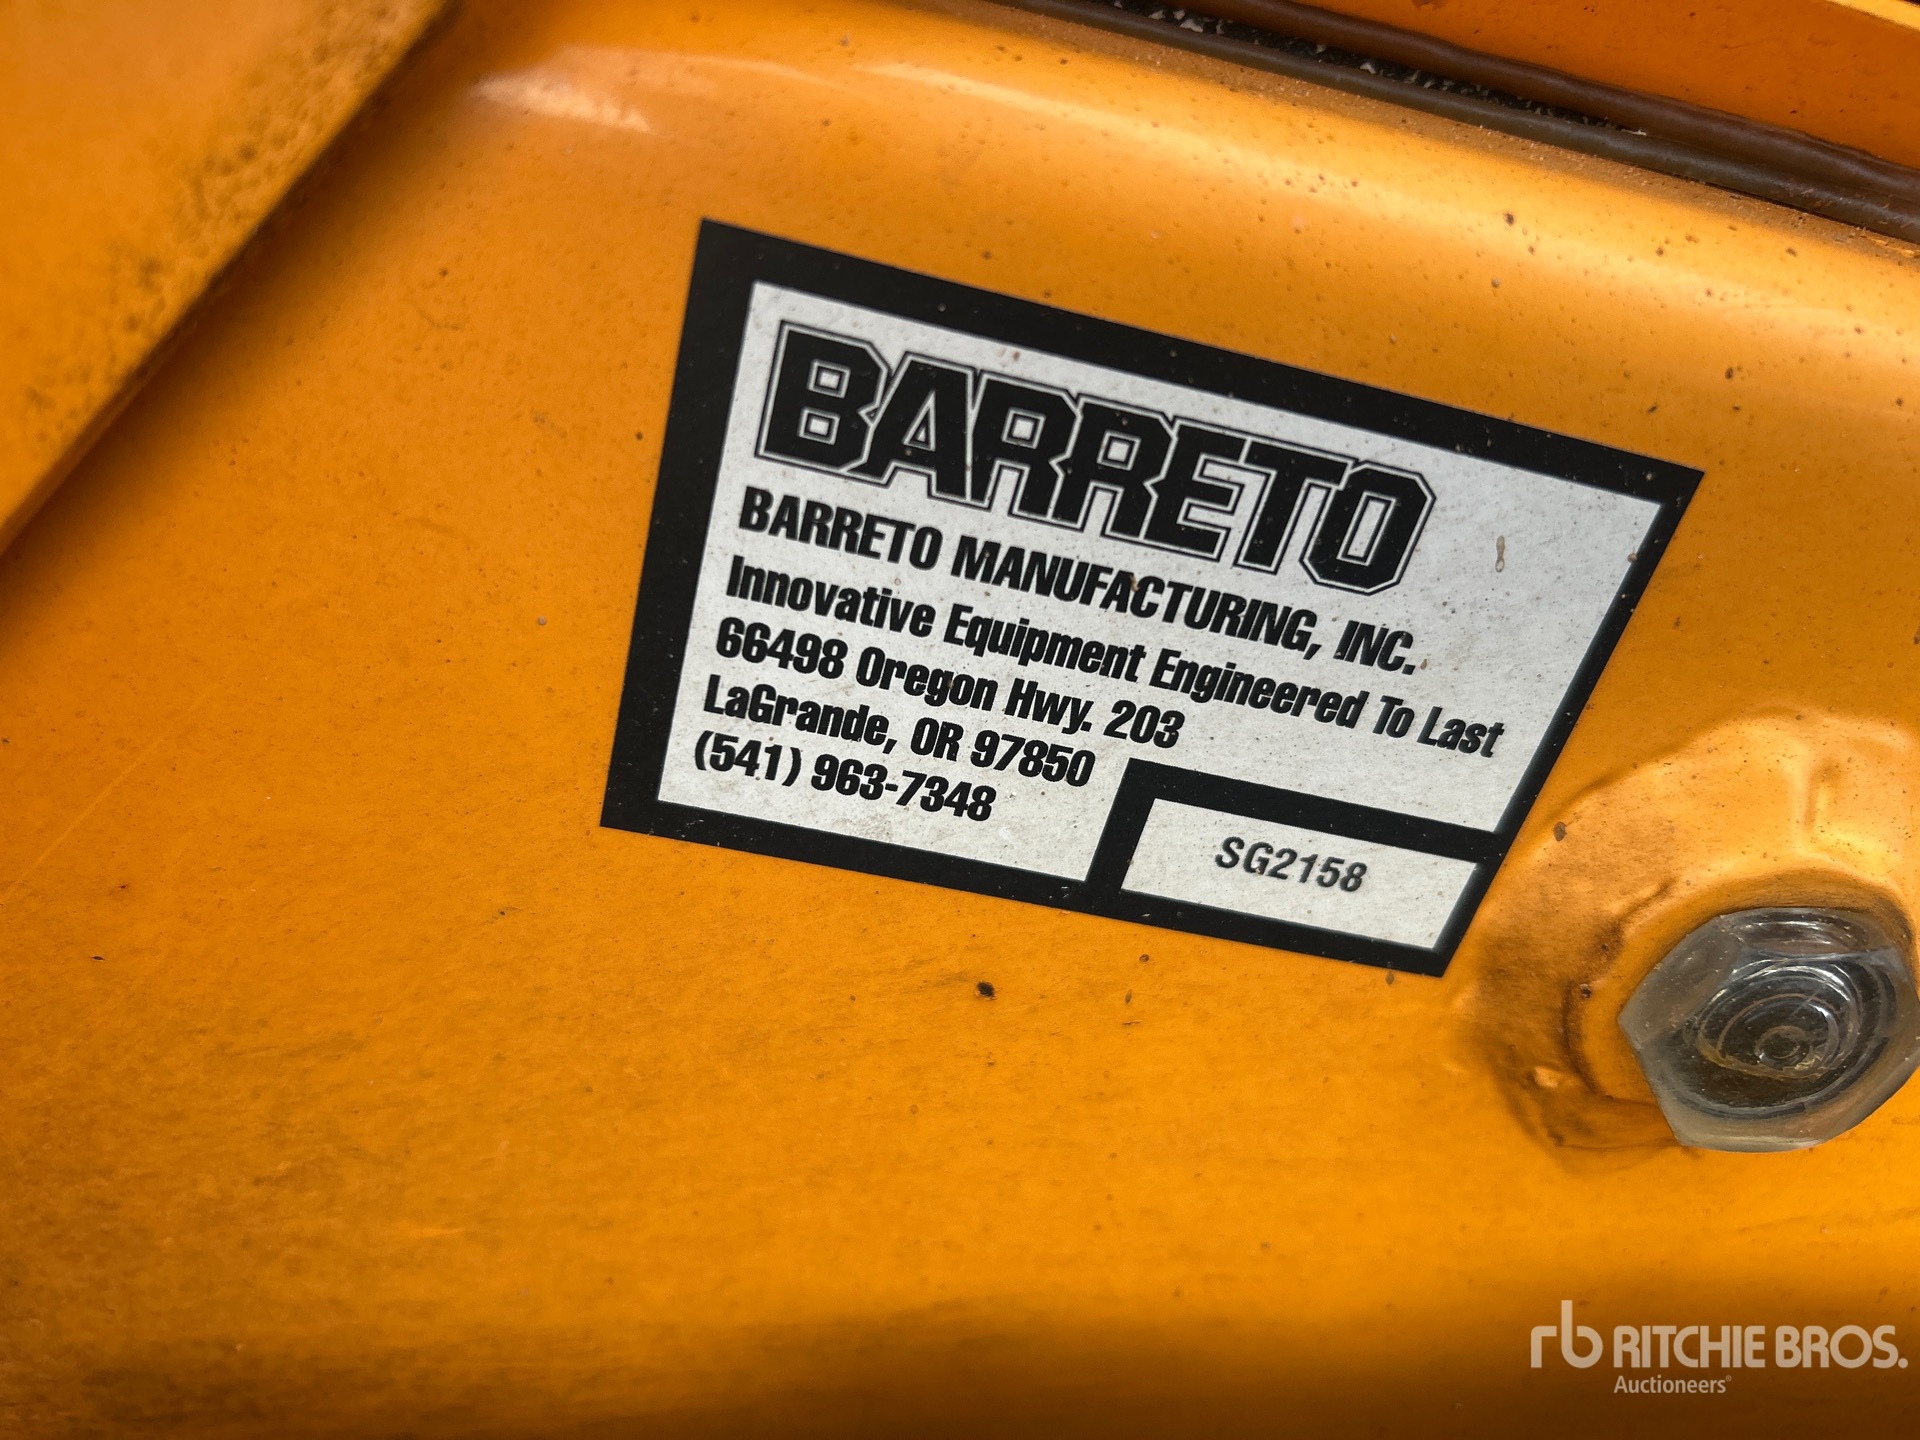 BARRETO
BARRETO MANUFACTURING, INC.
Innovative Equipment Engineered To Last
66498 Oregon Hwy. 203
LaGrande, OR 97850
(541) 963-7348
SG2158
rb RITCHIE BROS.
Auctioneers®